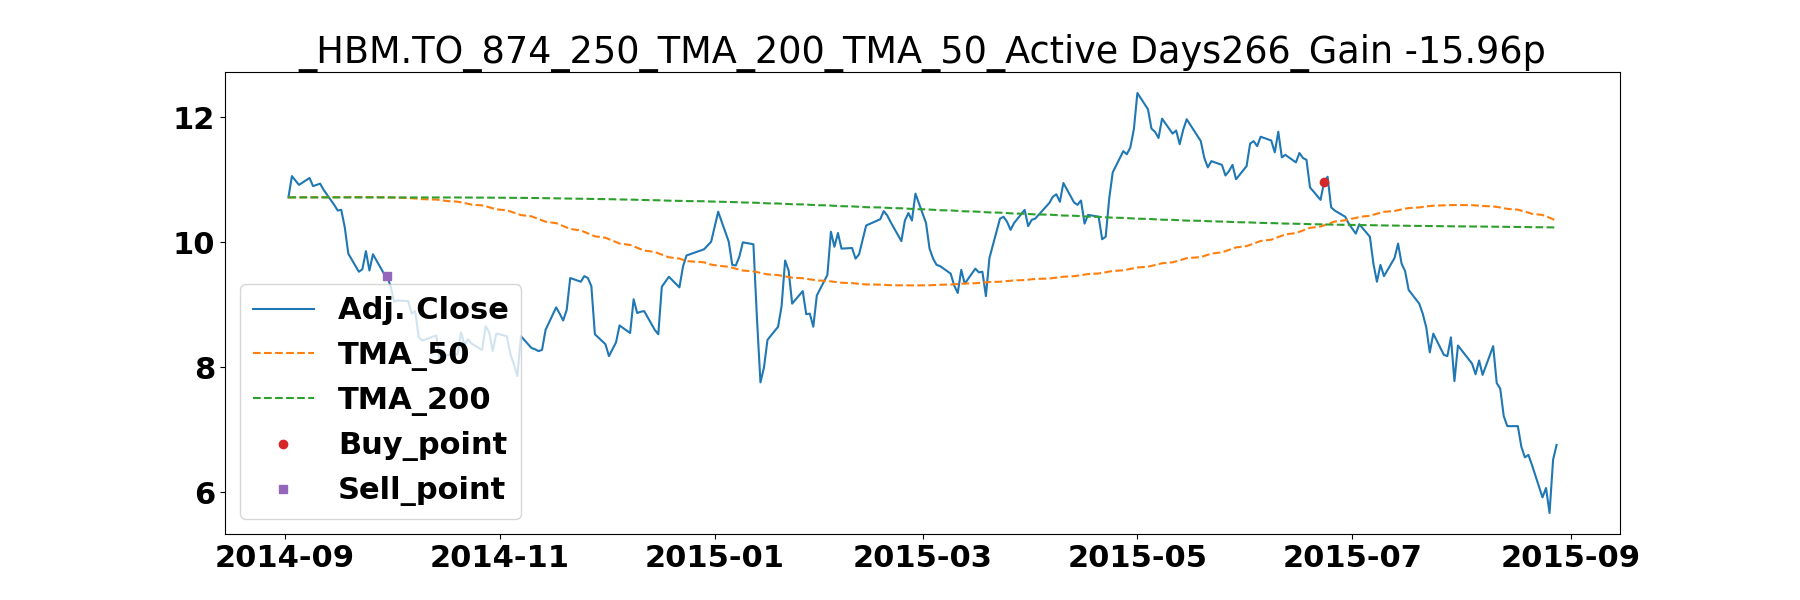 _HBM.TO_874_250_TMA_200_TMA_50_Active Days266_Gain -15.96p
12
10
8
6
Adj. Close
TMA_50
TMA_200
Buy_point
Sell_point
2014-09 2014-11 2015-01 2015-03 2015-05 2015-07 2015-09